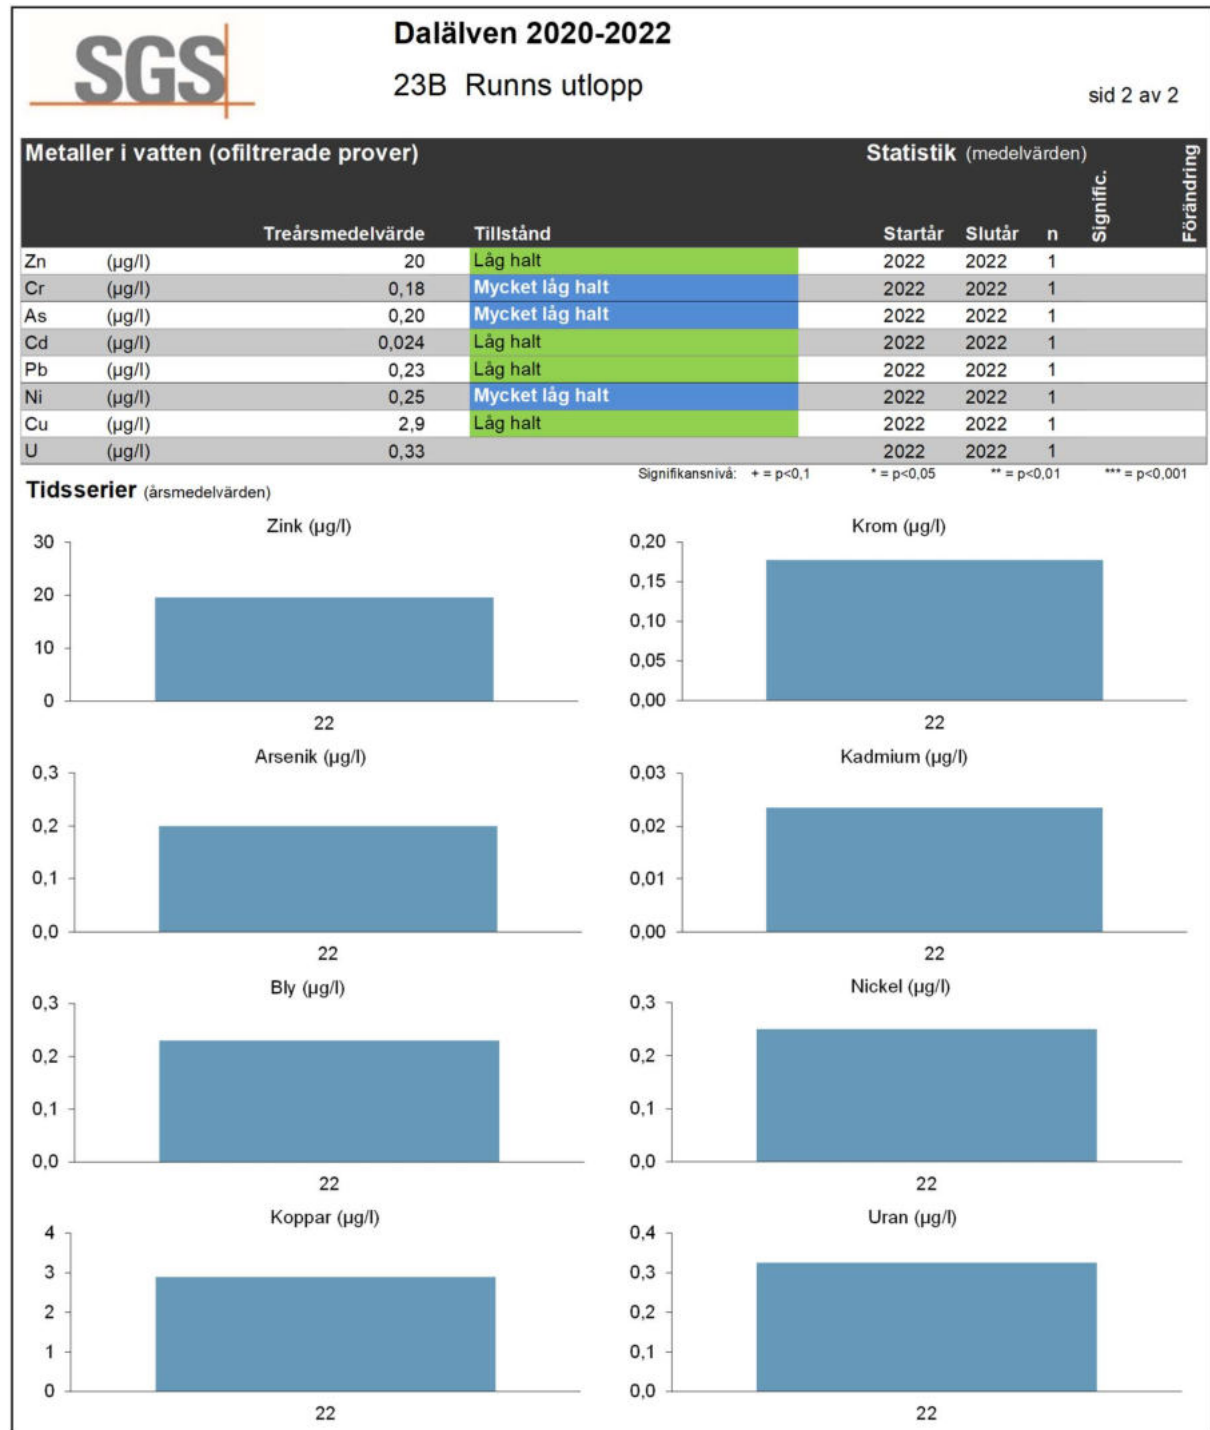 SGS
Dalälven 2020-2022
23B Runns utlopp
sid 2 av 2
Metaller i vatten (ofiltrerade prover) Statistik (medelvärden)
Treårsmedelvärde Tillstånd Startår Slutår n Signific. Förändring
Zn (µg/l) 20 Låg halt 2022 2022 1
Cr (µg/l) 0,18 Mycket låg halt 2022 2022 1
As (µg/l) 0,20 Mycket låg halt 2022 2022 1
Cd (µg/l) 0,024 Låg halt 2022 2022 1
Pb (µg/l) 0,23 Låg halt 2022 2022 1
Ni (µg/l) 0,25 Mycket låg halt 2022 2022 1
Cu (µg/l) 2,9 Låg halt 2022 2022 1
U (µg/l) 0,33 2022 2022 1
Signifikansnivå: + = p<0,1 * = p<0,05 ** = p<0,01 *** = p<0,001
Tidsserier (årsmedelvärden)
Zink (µg/l)
30
20
10
0
22
Krom (µg/l)
0,20
0,15
0,10
0,05
0,00
22
Arsenik (µg/l)
0,3
0,2
0,1
0,0
22
Kadmium (µg/l)
0,03
0,02
0,01
0,00
22
Bly (µg/l)
0,3
0,2
0,1
0,0
22
Nickel (µg/l)
0,3
0,2
0,1
0,0
22
Koppar (µg/l)
4
3
2
1
0
22
Uran (µg/l)
0,4
0,3
0,2
0,1
0,0
22